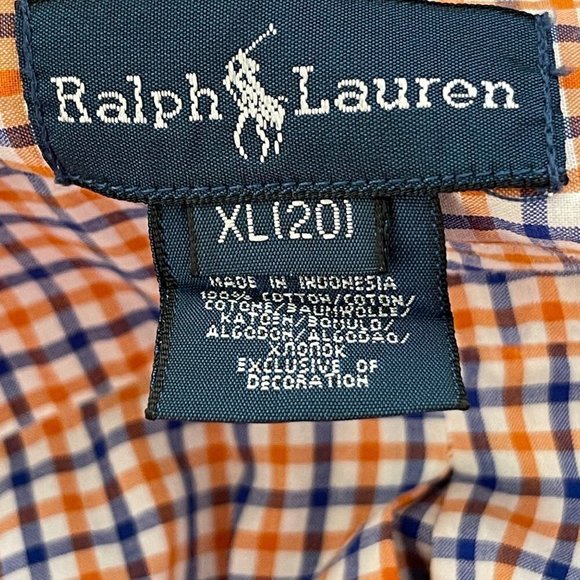 Ralph Lauren
XL(20)
MADE IN INDONESIA
100% COTTON/COTON/
COTONE/BAUMWOLLE/
KATOEN/BOMULD/
ALGODON/ALGODAO/
ХЛОПОК
EXCLUSIVE OF
DECORATION